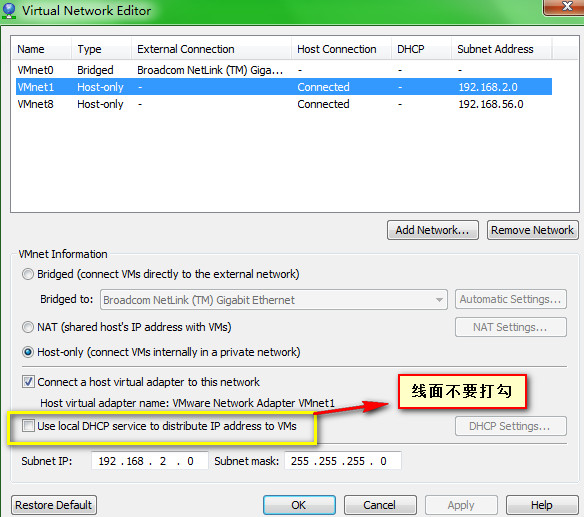 Virtual Network Editor
Name Type External Connection Host Connection DHCP Subnet Address
VMnet0 Bridged Broadcom NetLink (TM) Giga... - - -
VMnet1 Host-only - Connected - 192.168.2.0
VMnet8 Host-only - Connected - 192.168.56.0
Add Network... Remove Network
VMnet Information
Bridged (connect VMs directly to the external network)
Bridged to: Broadcom NetLink (TM) Gigabit Ethernet Automatic Settings...
NAT (shared host's IP address with VMs) NAT Settings...
Host-only (connect VMs internally in a private network)
Connect a host virtual adapter to this network
线面不要打勾
Host virtual adapter name: VMware Network Adapter VMnet1
Use local DHCP service to distribute IP address to VMs DHCP Settings...
Subnet IP: 192 .168 . 2 . 0 Subnet mask: 255 .255 .255 . 0
Restore Default OK Cancel Apply Help